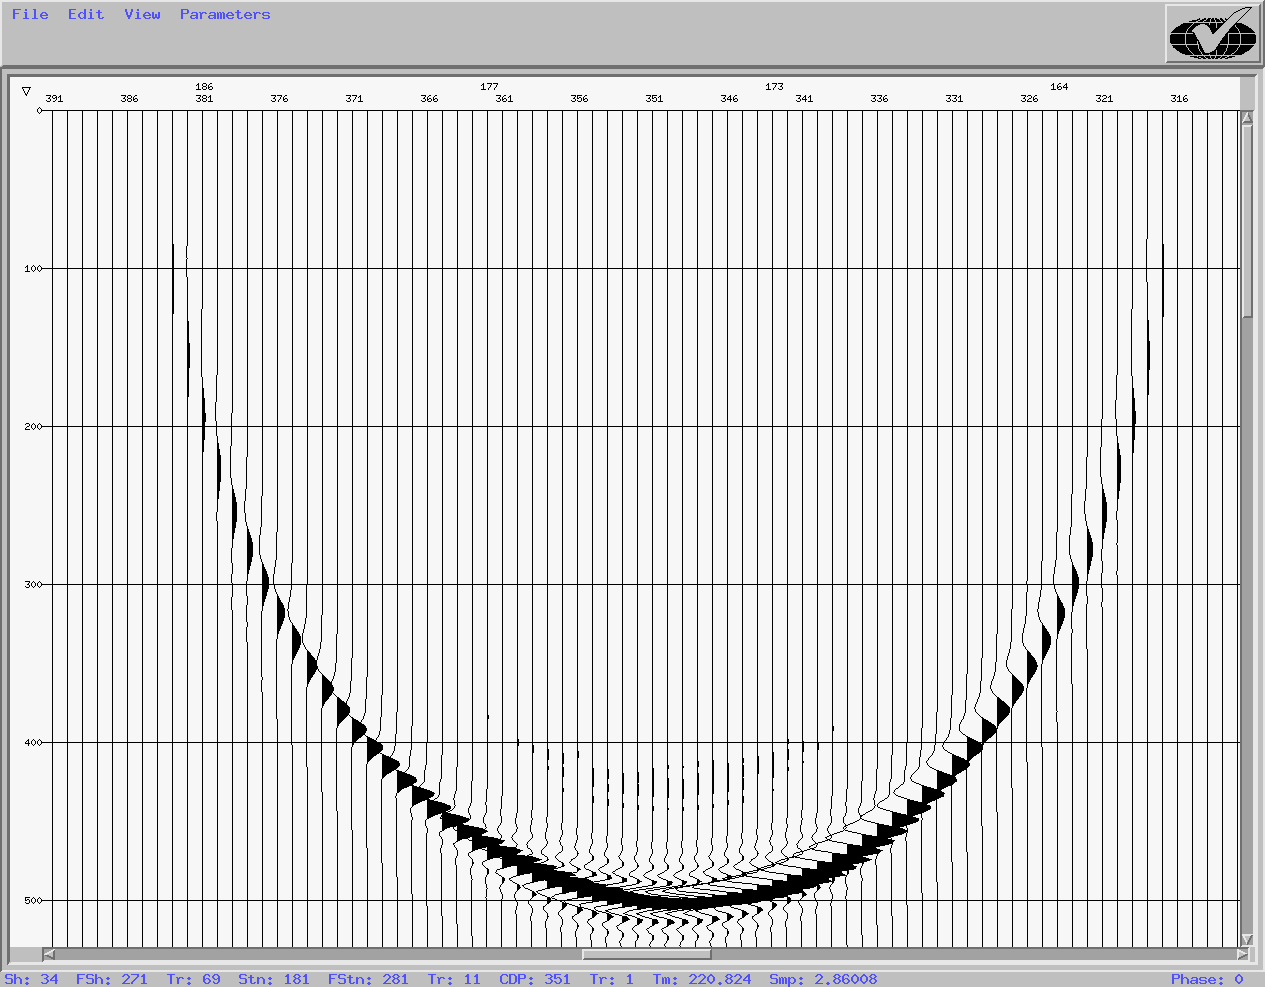 File Edit View Parameters
186 177 173 164
391 386 381 376 371 366 361 356 351 346 341 336 331 326 321 316
0
100
200
300
400
500
Sh: 34 FSh: 271 Tr: 69 Stn: 181 FStn: 281 Tr: 11 CDP: 351 Tr: 1 Tm: 220.824 Smp: 2.86008 Phase: 0